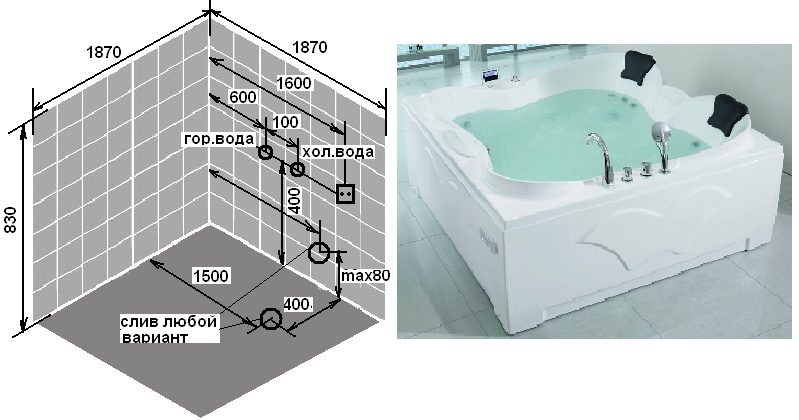 1870
1870
1600
600
100
гор.вода
хол.вода
400
830
1500
max80
400
слив любой
вариант